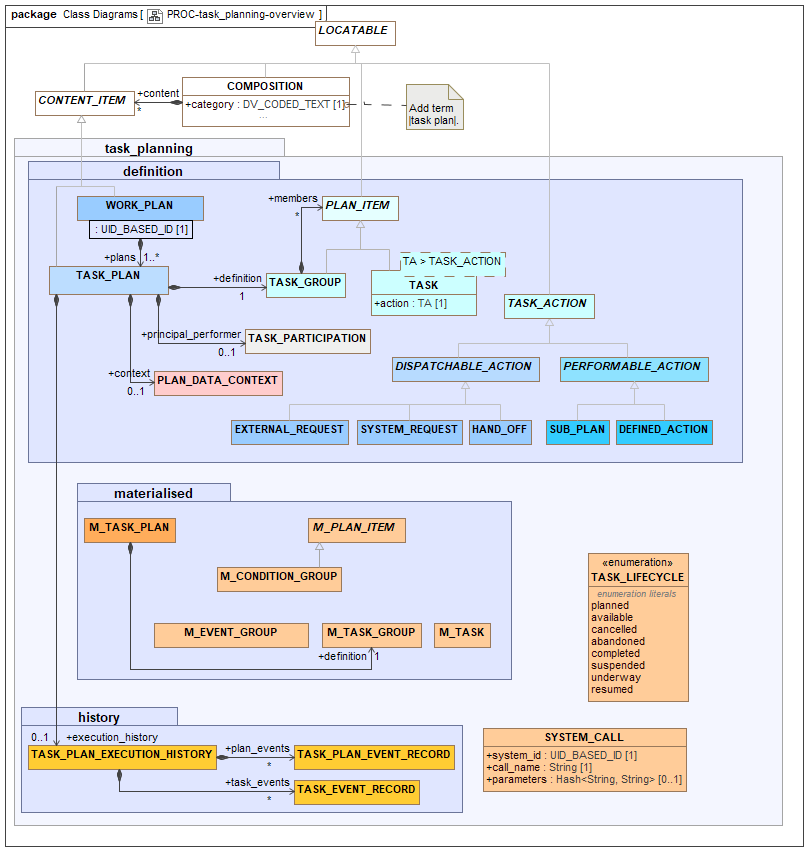 package Class Diagrams [ PROC-task_planning-overview ]
LOCATABLE
CONTENT_ITEM
+content
*
COMPOSITION
+category : DV_CODED_TEXT [1]
...
Add term
|task plan|.
task_planning
definition
WORK_PLAN
: UID_BASED_ID [1]
+plans
1..*
+members
*
PLAN_ITEM
TASK_PLAN
+definition
1
TASK_GROUP
TA > TASK_ACTION
TASK
+action : TA [1]
TASK_ACTION
+principal_performer
0..1
TASK_PARTICIPATION
+context
0..1
PLAN_DATA_CONTEXT
DISPATCHABLE_ACTION
PERFORMABLE_ACTION
EXTERNAL_REQUEST
SYSTEM_REQUEST
HAND_OFF
SUB_PLAN
DEFINED_ACTION
materialised
M_TASK_PLAN
M_PLAN_ITEM
M_CONDITION_GROUP
M_EVENT_GROUP
M_TASK_GROUP
M_TASK
+definition
1
«enumeration»
TASK_LIFECYCLE
enumeration literals
planned
available
cancelled
abandoned
completed
suspended
underway
resumed
history
0..1
+execution_history
TASK_PLAN_EXECUTION_HISTORY
+plan_events
*
TASK_PLAN_EVENT_RECORD
+task_events
*
TASK_EVENT_RECORD
SYSTEM_CALL
+system_id : UID_BASED_ID [1]
+call_name : String [1]
+parameters : Hash<String, String> [0..1]